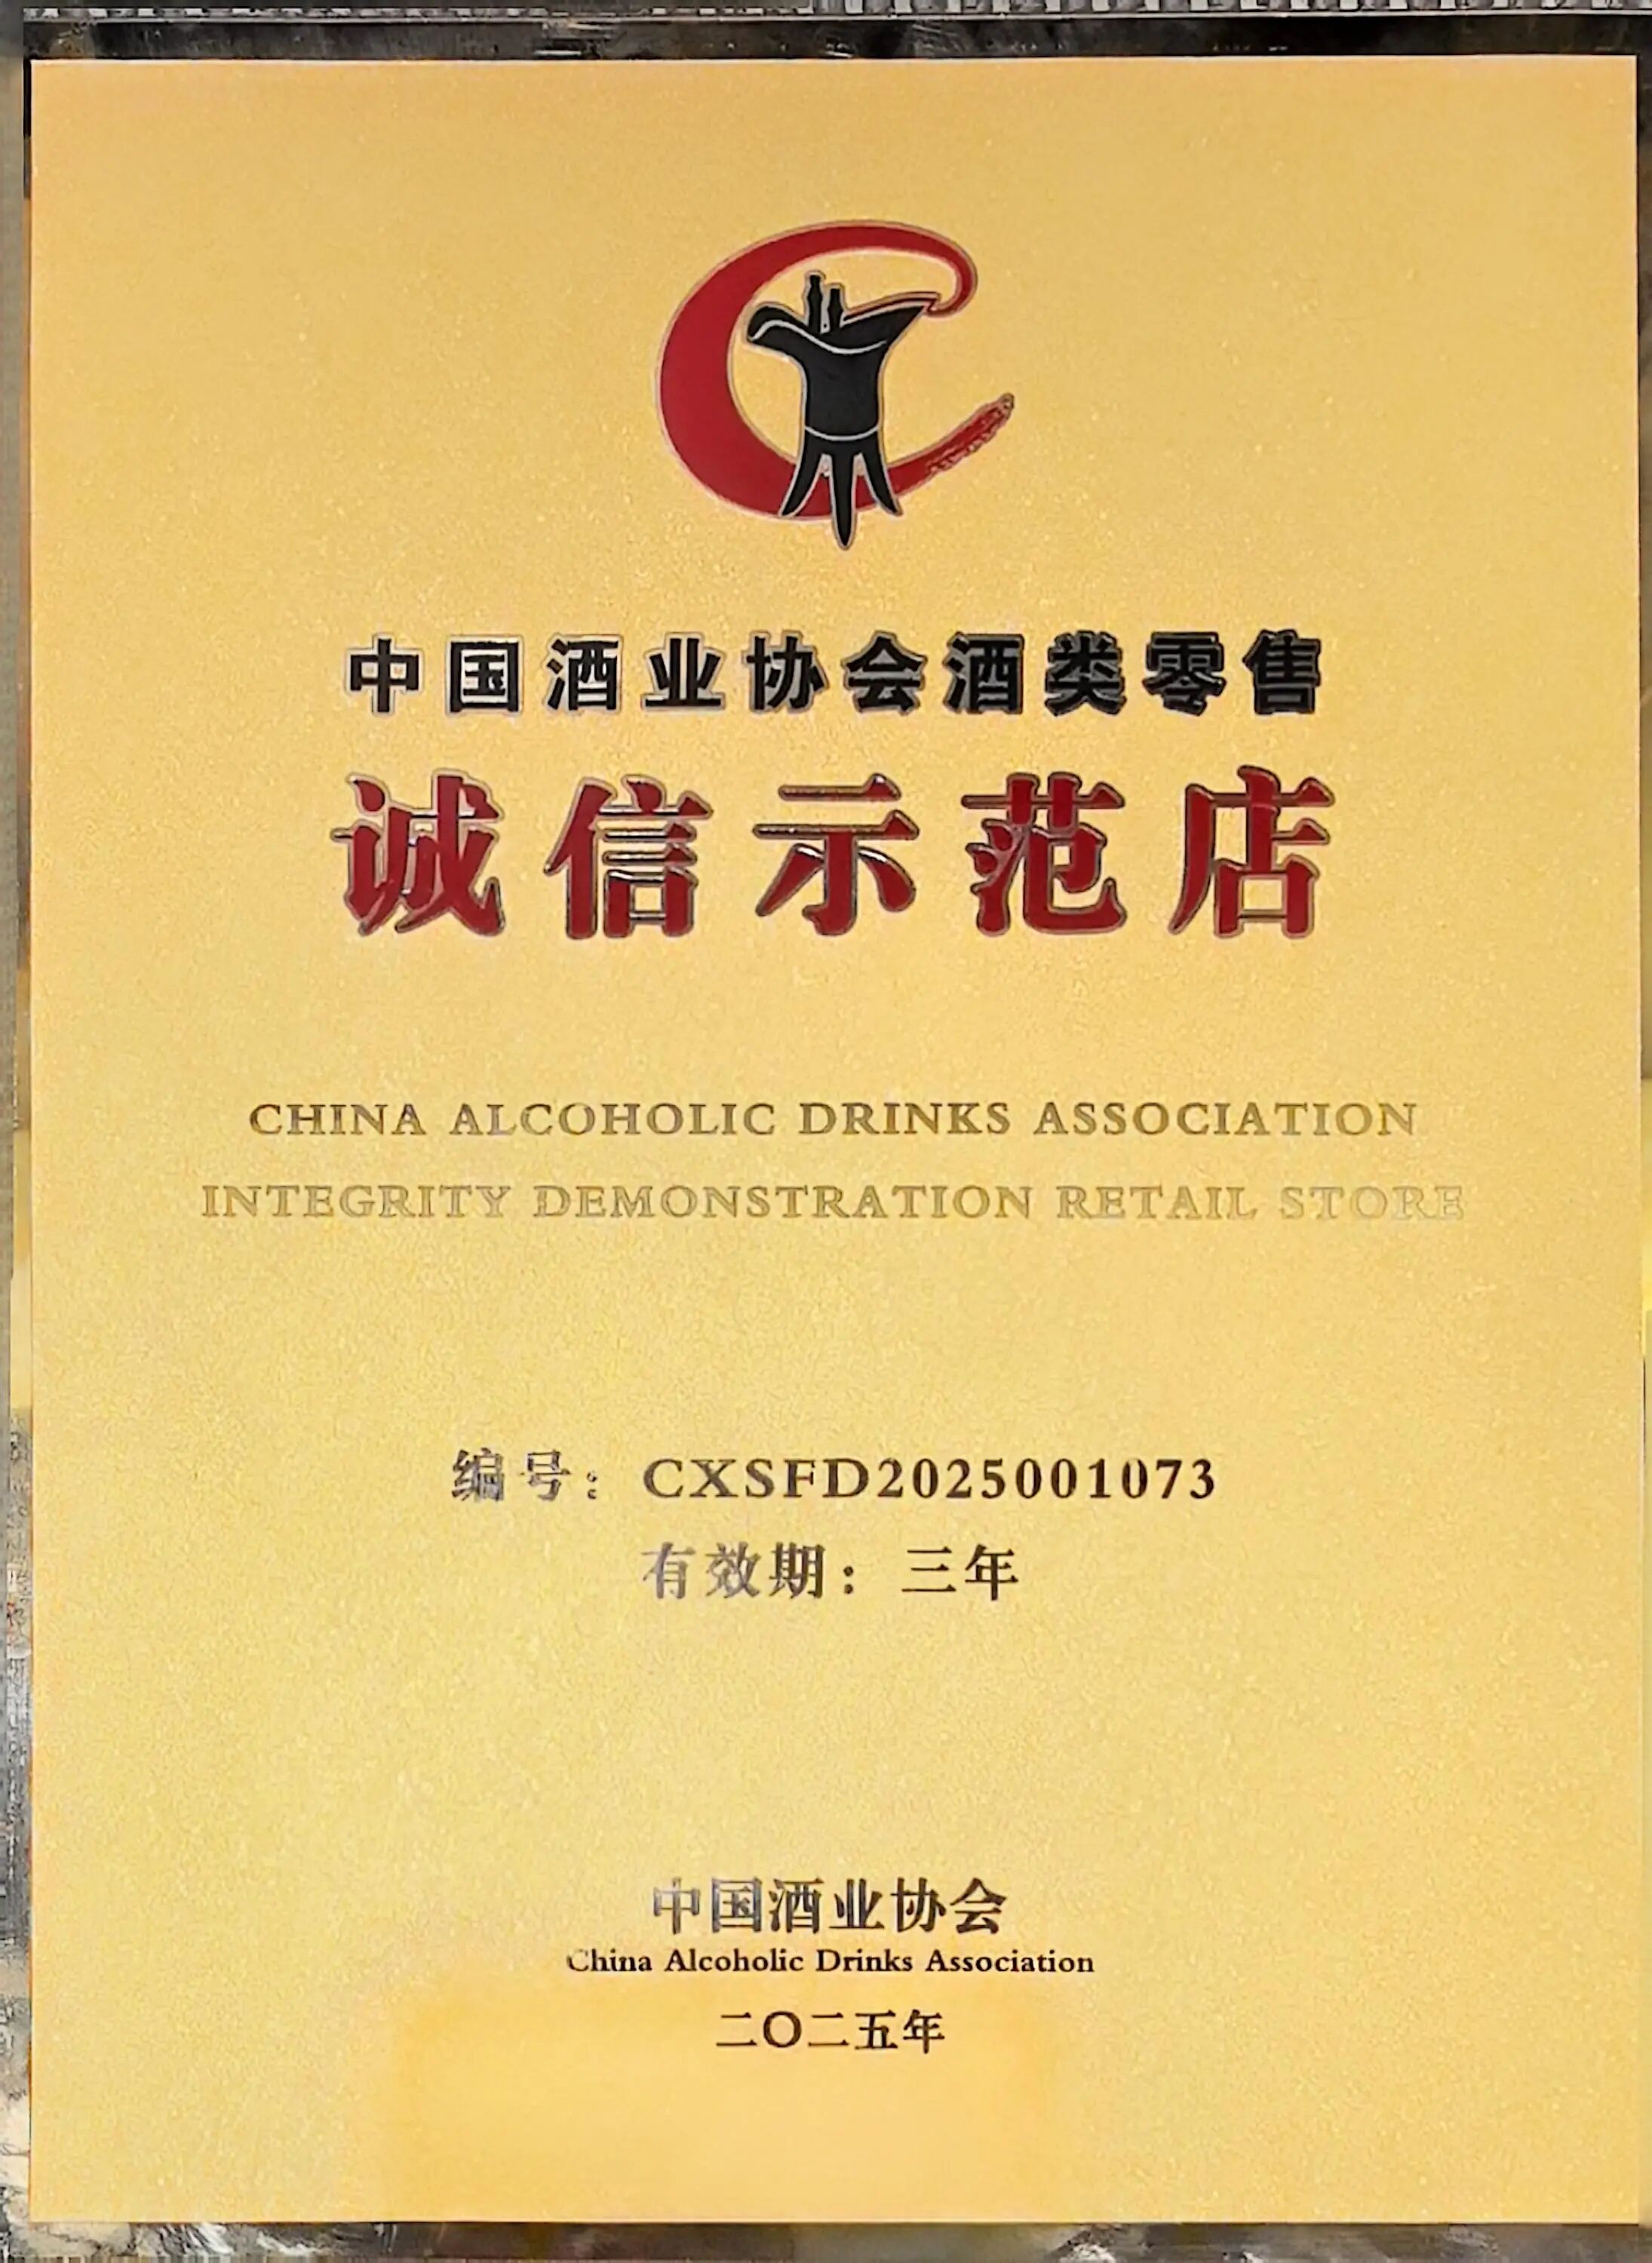 中国酒业协会酒类零售
诚信示范店
CHINA ALCOHOLIC DRINKS ASSOCIATION
INTEGRITY DEMONSTRATION RETAIL STORE
编号：CXSFD2025001073
有效期：三年
中国酒业协会
China Alcoholic Drinks Association
二〇二五年